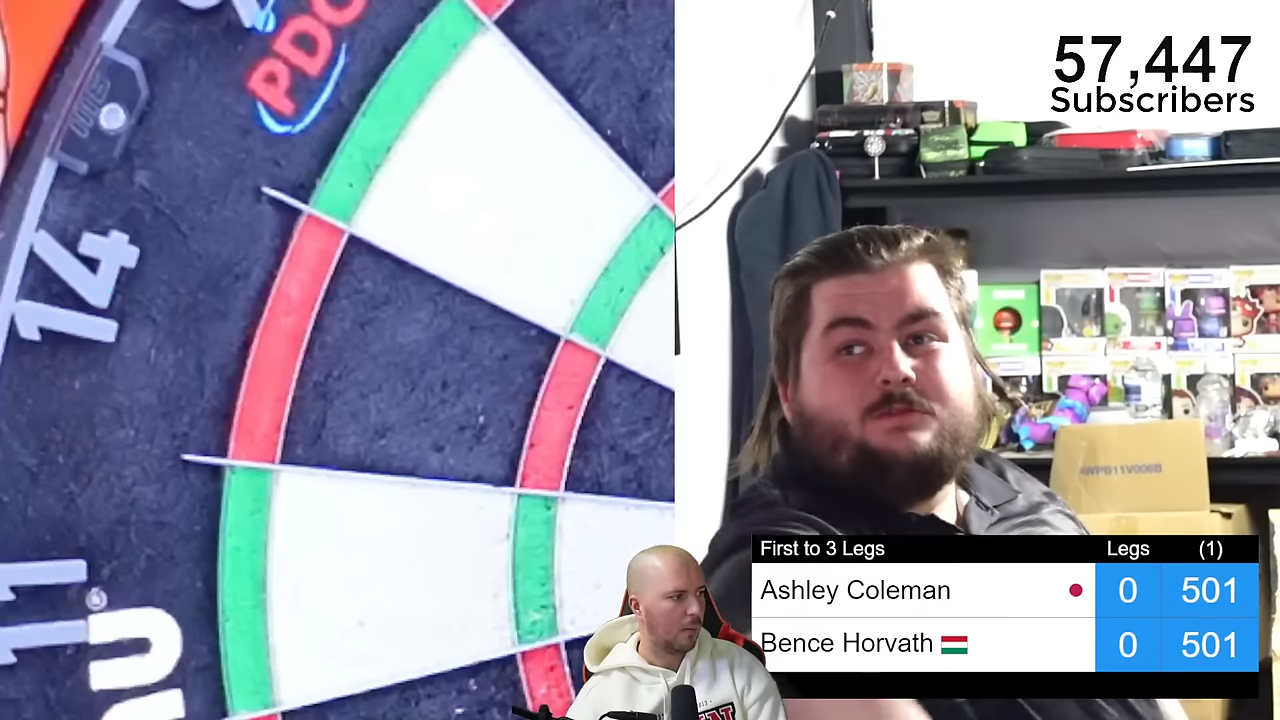 PDC
14
11
57,447
Subscribers
WPB11V006B
First to 3 Legs Legs (1)
Ashley Coleman 0 501
Bence Horvath 0 501